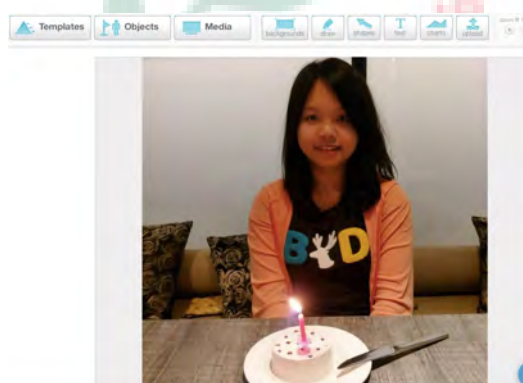 Templates Objects Media
backgrounds draw shapes text charts upload
B D